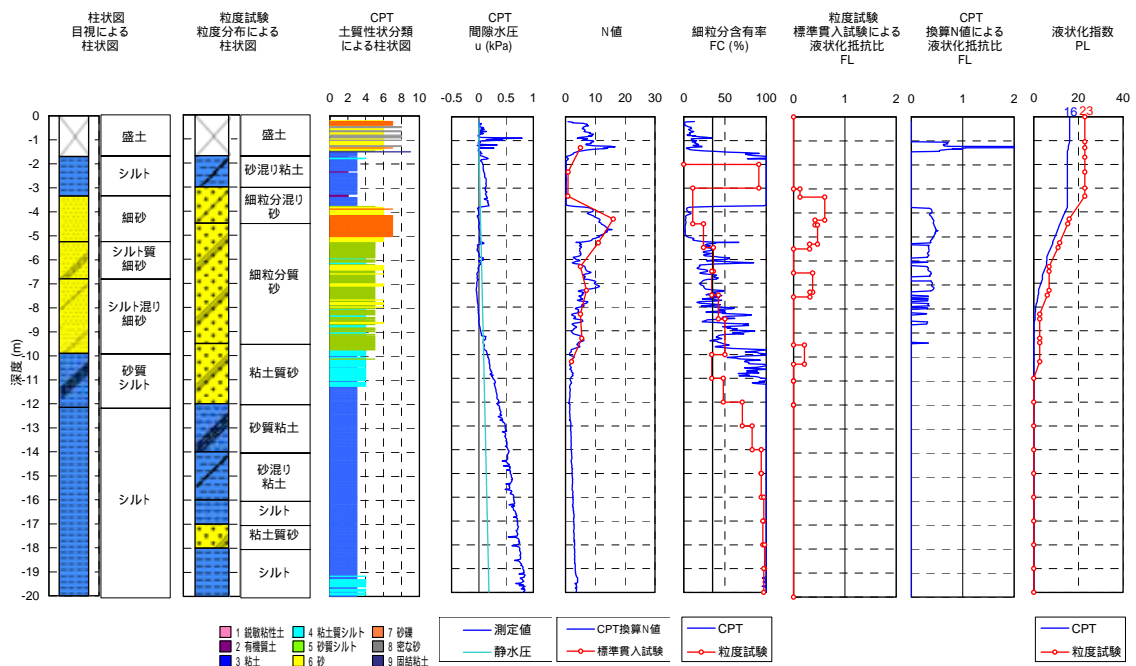 柱状図
目視による
柱状図
粒度試験
粒度分布による
柱状図
CPT
土質性状分類
による柱状図
CPT
間隙水圧
u (kPa)
N値
細粒分含有率
FC (%)
粒度試験
標準貫入試験による
液状化抵抗比
FL
CPT
換算N値による
液状化抵抗比
FL
液状化指数
PL
0 2 4 6 8
-0.5 0 0.5 1
0 10 20 30
0 50 100
0 1 2
0 1 2
0 20 40
16 23
深度(m)
0
-1
-2
-3
-4
-5
-6
-7
-8
-9
-10
-11
-12
-13
-14
-15
-16
-17
-18
-19
-20
盛土
シルト
細砂
シルト質
細砂
シルト混り
細砂
砂質
シルト
シルト
盛土
砂混り粘土
細粒分混り
砂
細粒分質
砂
粘土質砂
砂質粘土
砂混り
粘土
シルト
粘土質砂
シルト
1 鋭敏粘性土
2 有機質土
3 粘土
4 粘土質シルト
5 砂質シルト
6 砂
7 砂礫
8 密な砂
9 固結粘土
測定値
静水圧
CPT換算N値
標準貫入試験
CPT
粒度試験
CPT
粒度試験